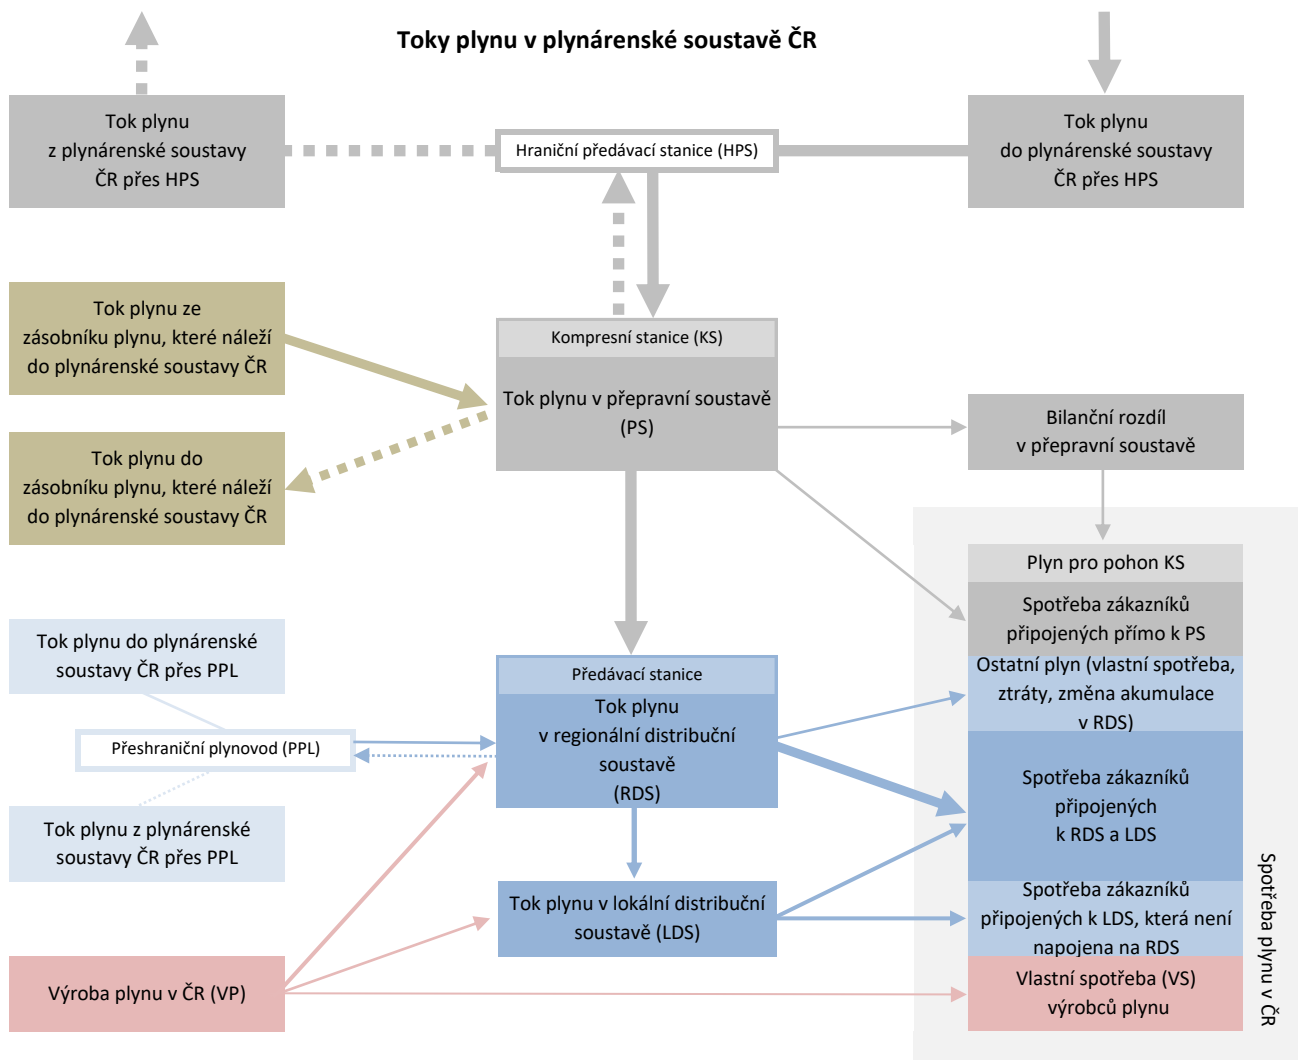 Toky plynu v plynárenské soustavě ČR
Tok plynu
z plynárenské soustavy
ČR přes HPS
Hraniční předávací stanice (HPS)
Tok plynu
do plynárenské soustavy
ČR přes HPS
Tok plynu ze
zásobníku plynu, které náleží
do plynárenské soustavy ČR
Kompresní stanice (KS)
Tok plynu v přepravní soustavě
(PS)
Bilanční rozdíl
v přepravní soustavě
Tok plynu do
zásobníku plynu, které náleží
do plynárenské soustavy ČR
Plyn pro pohon KS
Spotřeba zákazníků
připojených přímo k PS
Tok plynu do plynárenské
soustavy ČR přes PPL
Přeshraniční plynovod (PPL)
Tok plynu z plynárenské
soustavy ČR přes PPL
Předávací stanice
Tok plynu
v regionální distribuční
soustavě
(RDS)
Ostatní plyn (vlastní spotřeba,
ztráty, změna akumulace
v RDS)
Spotřeba zákazníků
připojených
k RDS a LDS
Tok plynu v lokální distribuční
soustavě (LDS)
Spotřeba zákazníků
připojených k LDS, která není
napojena na RDS
Výroba plynu v ČR (VP)
Vlastní spotřeba (VS)
výrobců plynu
Spotřeba plynu v ČR